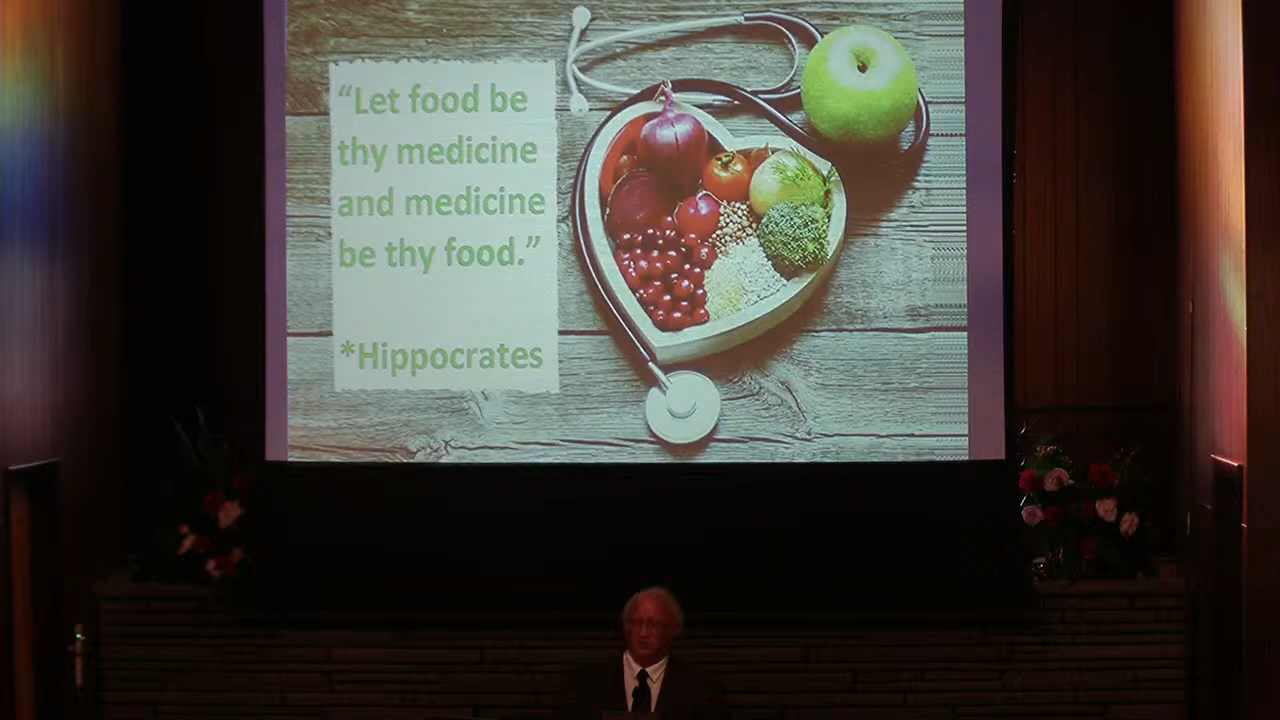 “Let food be
thy medicine
and medicine
be thy food.”
*Hippocrates